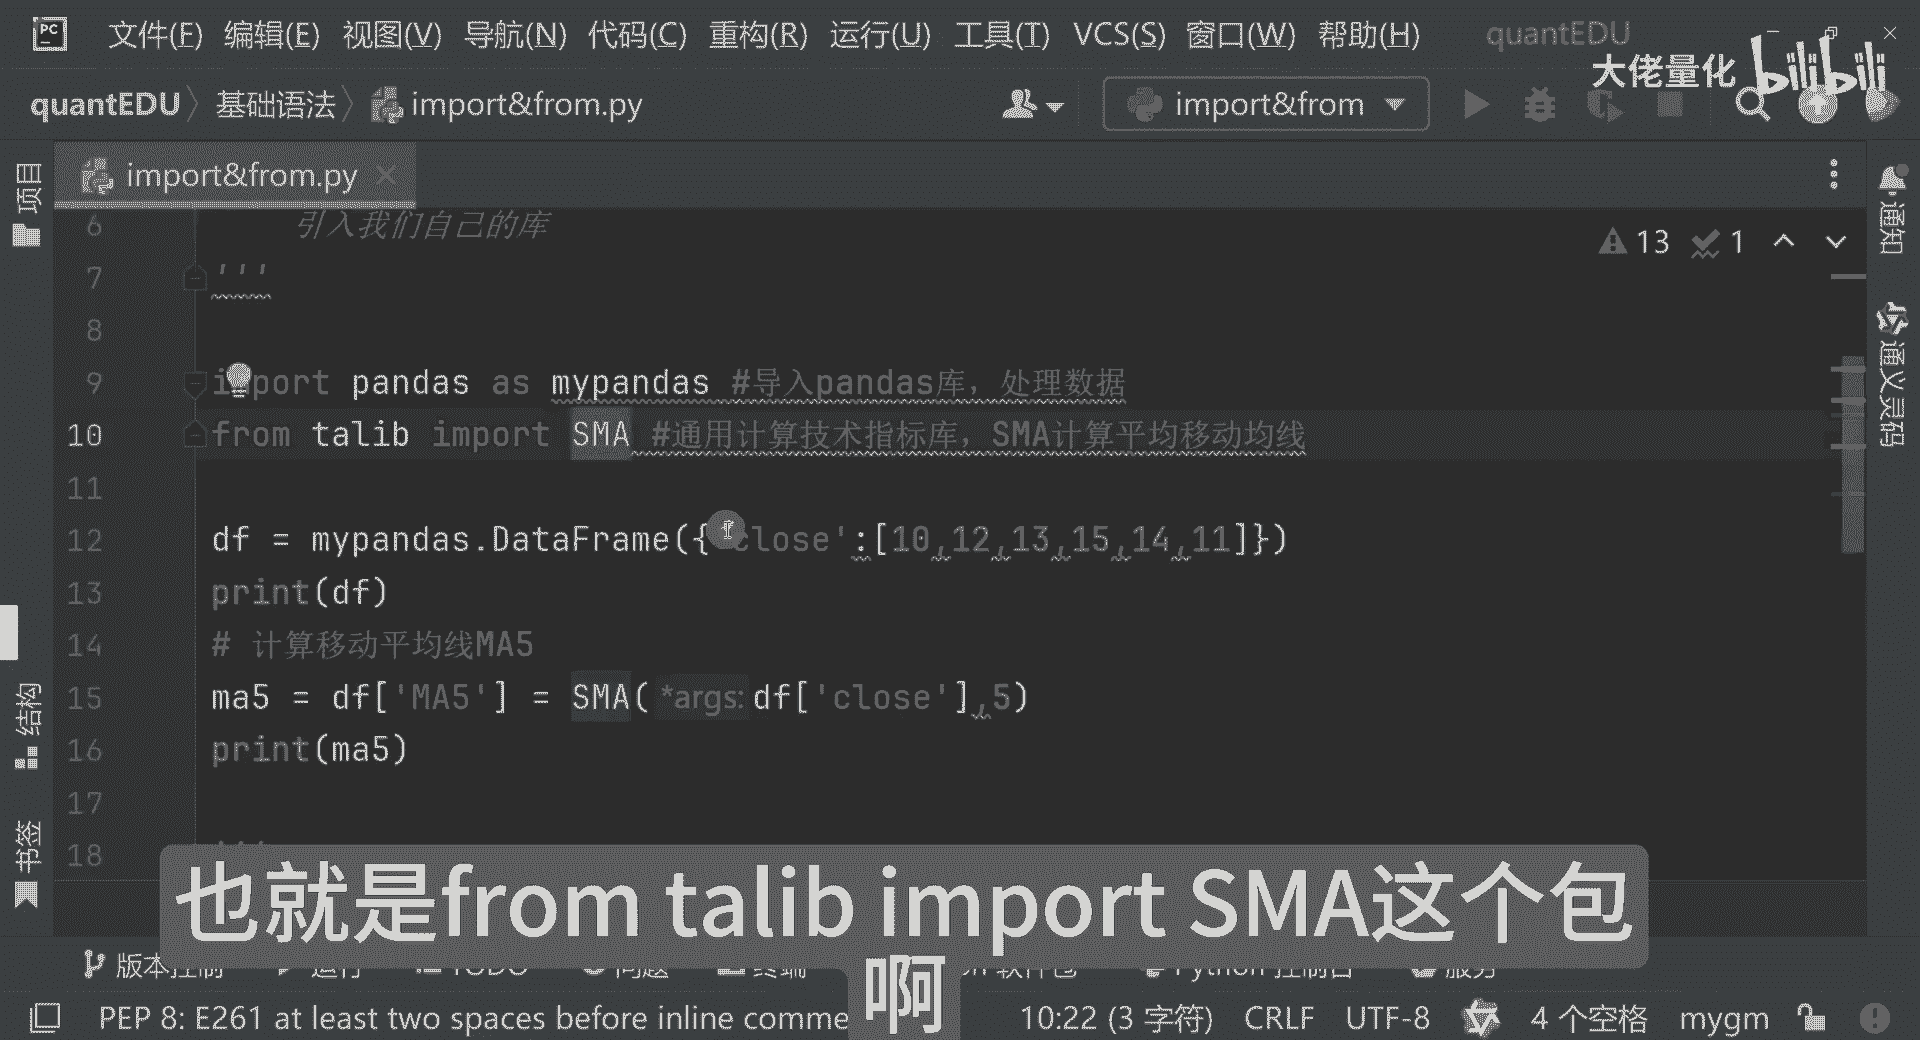 PC 文件(F) 编辑(E) 视图(V) 导航(N) 代码(C) 重构(R) 运行(U) 工具(T) VCS(S) 窗口(W) 帮助(H) quantEDU
大佬量化 bilibili
quantEDU 基础语法 import&from.py import&from
import&from.py
项目
通知
通义灵码
结构
书签
13 1
6 引入我们自己的库
7 '''
8
9 import pandas as mypandas #导入pandas库，处理数据
10 from talib import SMA #通用计算技术指标库，SMA计算平均移动均线
11
12 df = mypandas.DataFrame({'close':[10,12,13,15,14,11]})
13 print(df)
14 # 计算移动平均线MA5
15 ma5 = df['MA5'] = SMA( *args: df['close'],5)
16 print(ma5)
17
18 '''
也就是from talib import SMA这个包
啊
版本控制 运行 TODO 问题 终端 软件包 Python 控制台 服务
PEP 8: E261 at least two spaces before inline comme 10:22 (3 字符) CRLF UTF-8 4 个空格 mygm